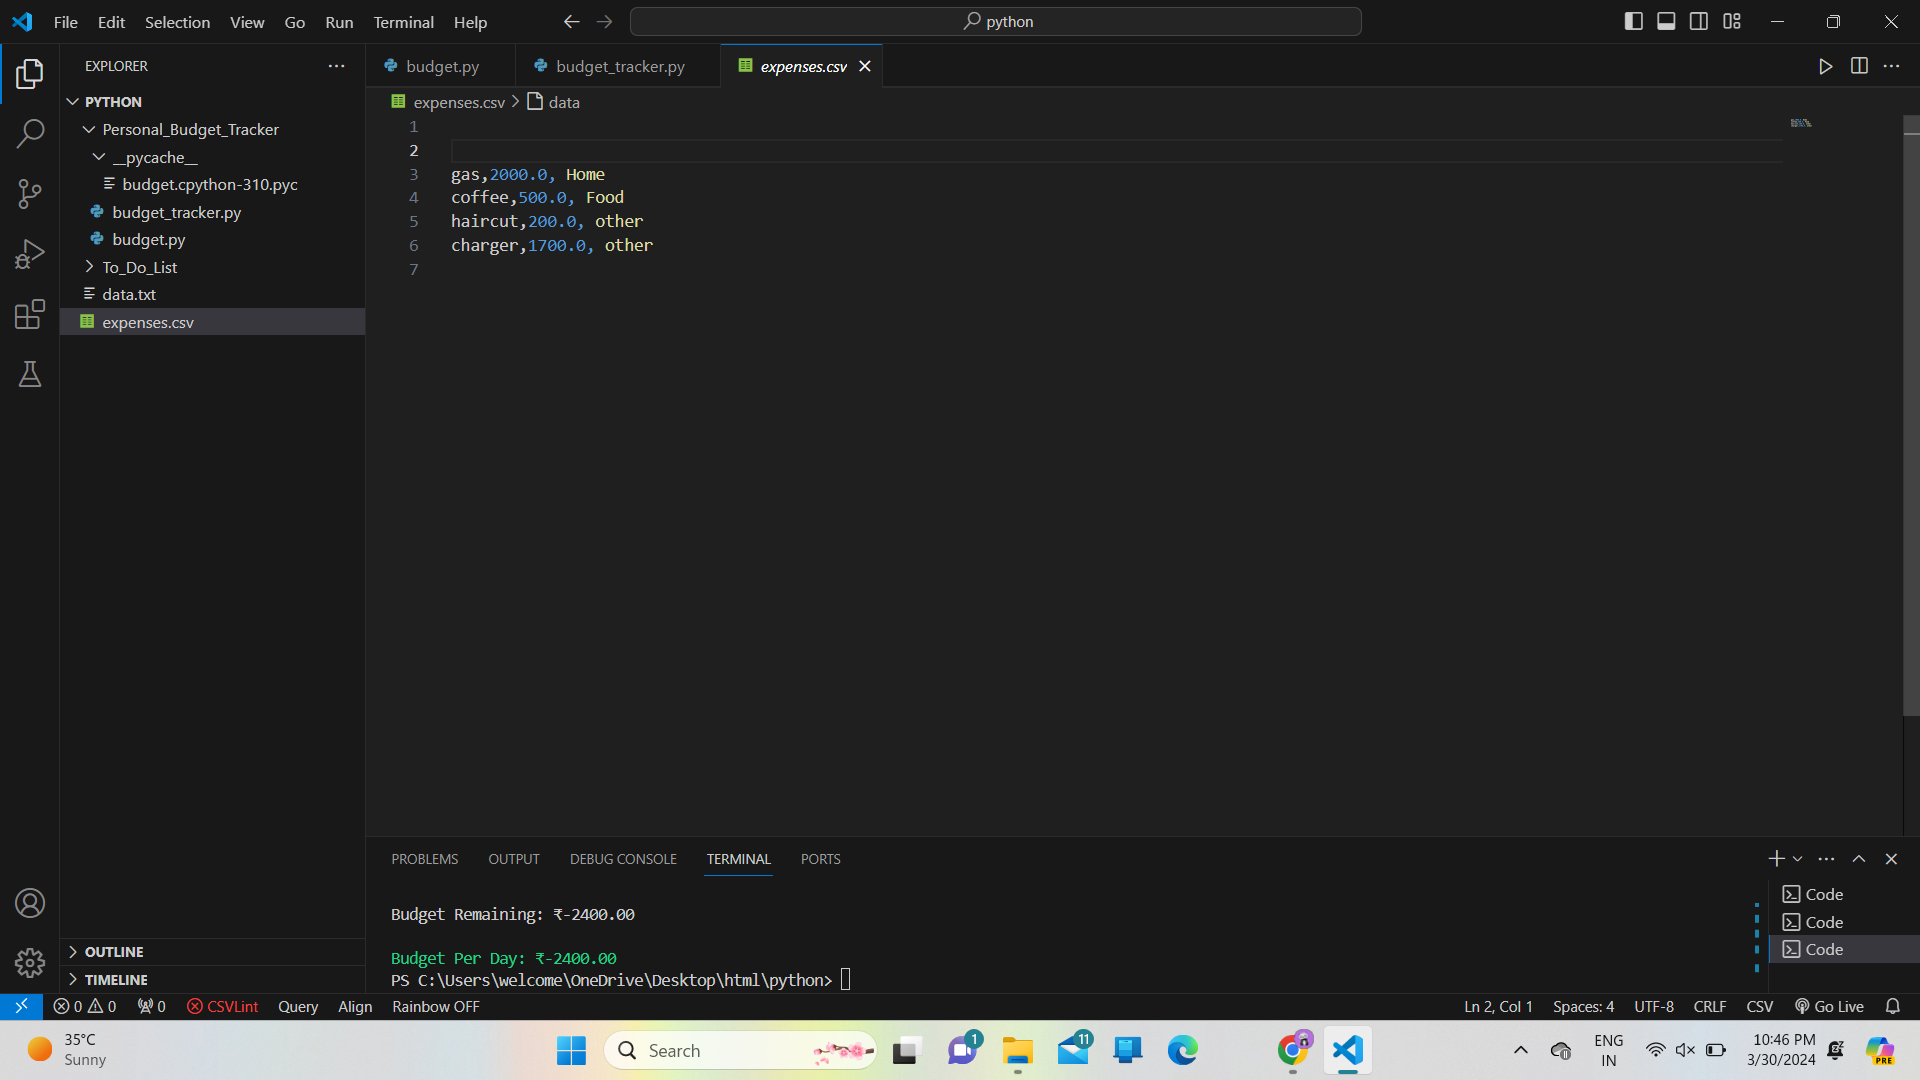 File Edit Selection View Go Run Terminal Help
python
EXPLORER
budget.py
budget_tracker.py
expenses.csv
PYTHON
Personal_Budget_Tracker
__pycache__
budget.cpython-310.pyc
budget_tracker.py
budget.py
To_Do_List
data.txt
expenses.csv
expenses.csv > data
1
2
3 gas,2000.0, Home
4 coffee,500.0, Food
5 haircut,200.0, other
6 charger,1700.0, other
7
PROBLEMS OUTPUT DEBUG CONSOLE TERMINAL PORTS
Budget Remaining: ₹-2400.00
Budget Per Day: ₹-2400.00
PS C:\Users\welcome\OneDrive\Desktop\html\python>
Code
Code
Code
OUTLINE
TIMELINE
0 0 0 CSVLint Query Align Rainbow OFF
Ln 2, Col 1 Spaces: 4 UTF-8 CRLF CSV Go Live
35°C
Sunny
Search
1
11
ENG
IN
10:46 PM
3/30/2024
PRE